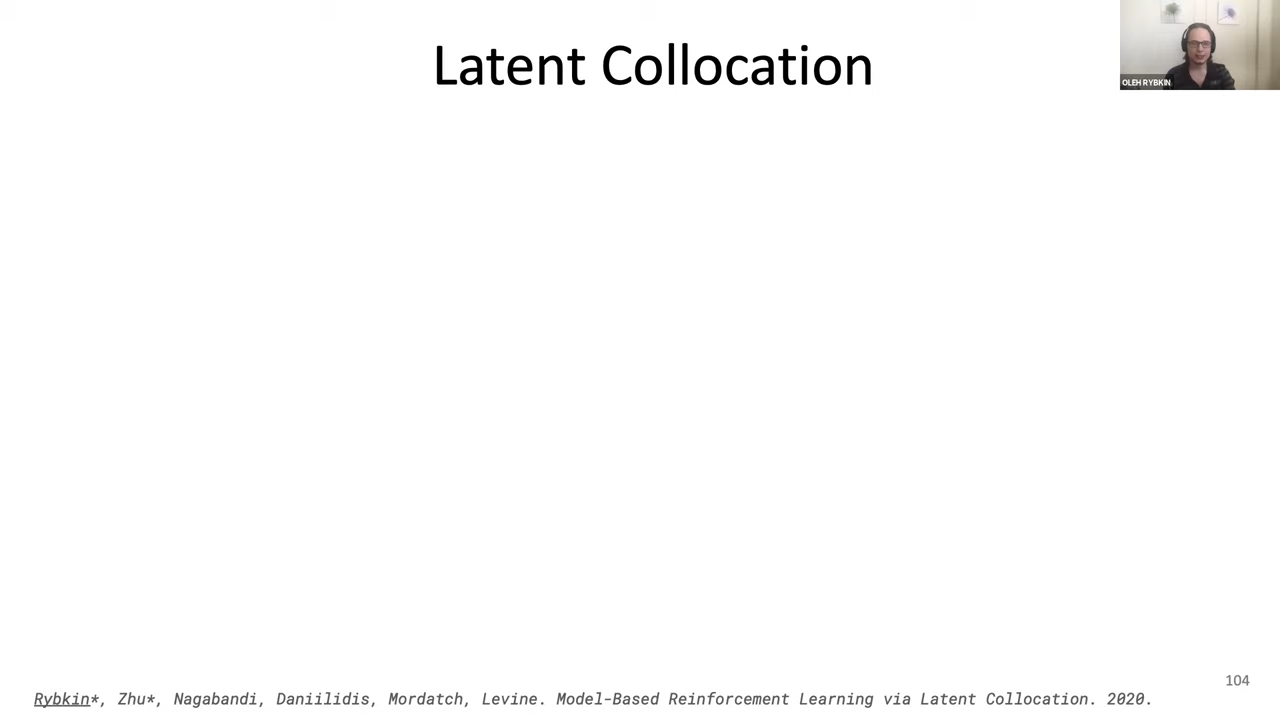 Latent Collocation
OLEH RYBKIN
104
Rybkin*, Zhu*, Nagabandi, Daniilidis, Mordatch, Levine. Model-Based Reinforcement Learning via Latent Collocation. 2020.